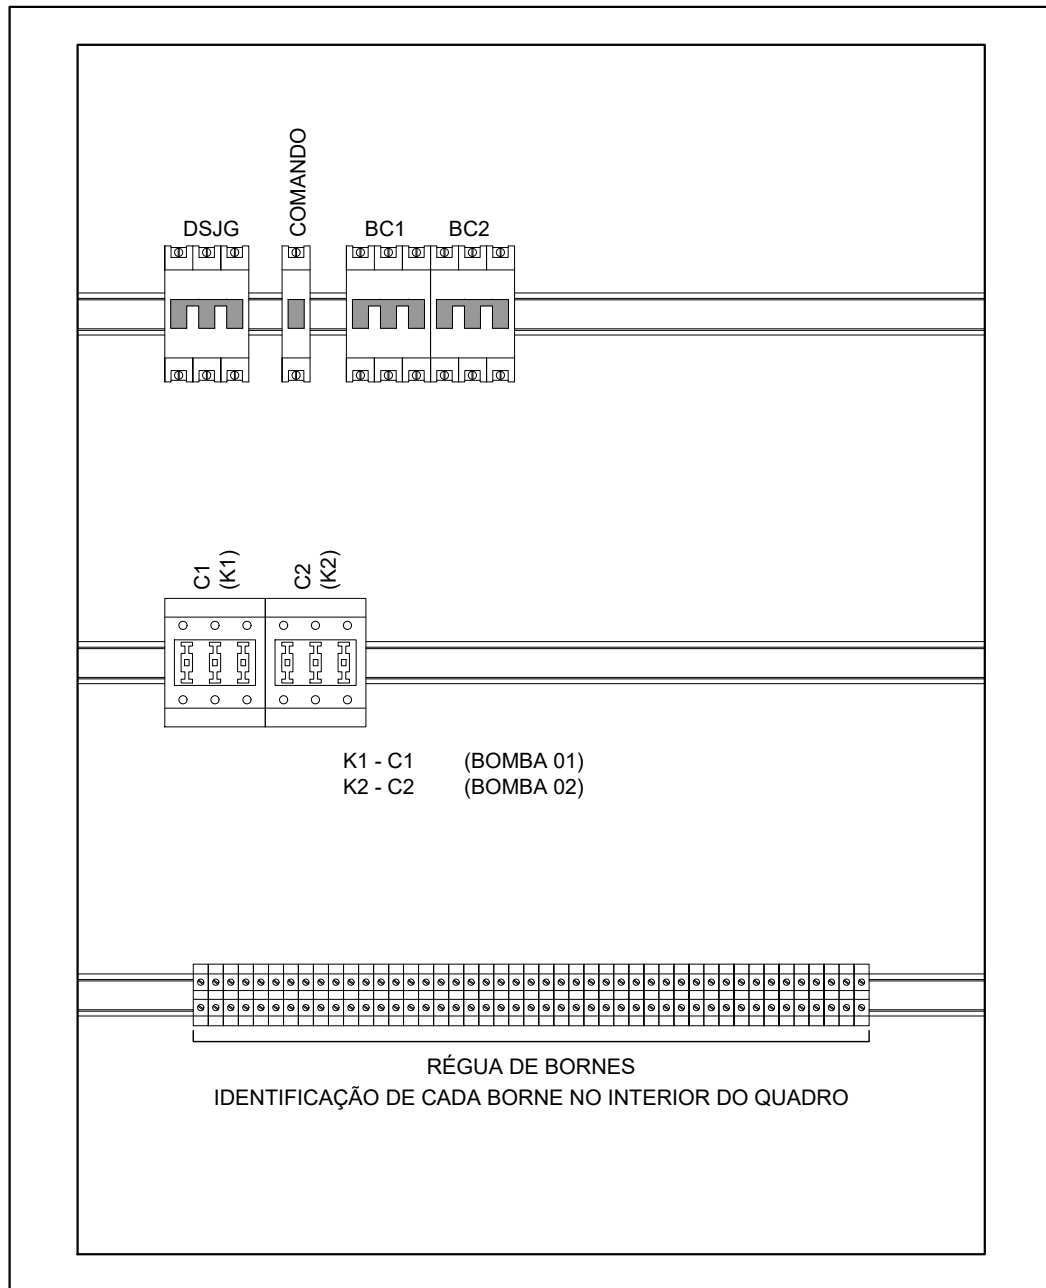 COMANDO
DSJG
BC1
BC2
C1
(K1)
C2
(K2)
K1 - C1 (BOMBA 01)
K2 - C2 (BOMBA 02)
RÉGUA DE BORNES
IDENTIFICAÇÃO DE CADA BORNE NO INTERIOR DO QUADRO